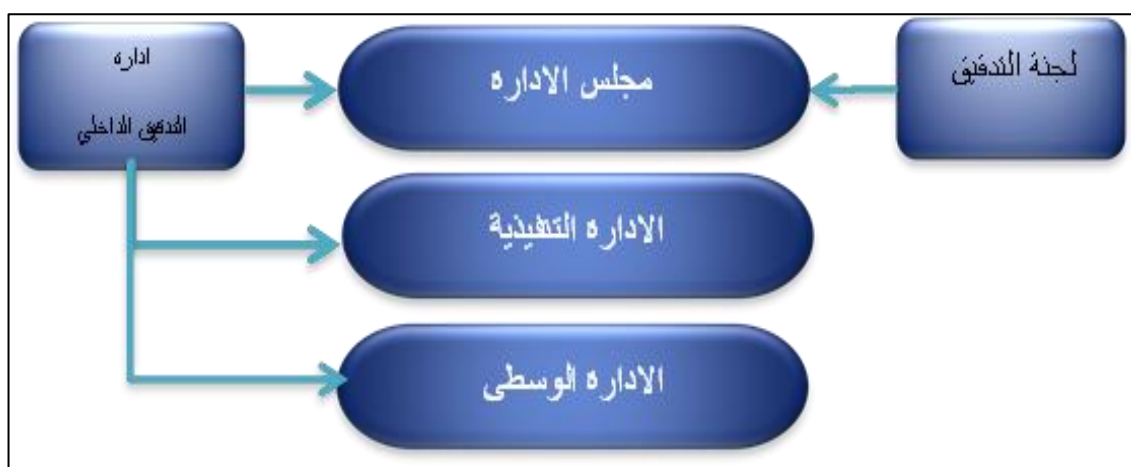 لجنة التدقيق
مجلس الاداره
اداره
التدقيق الداخلي
الاداره التنفيذية
الاداره الوسطى